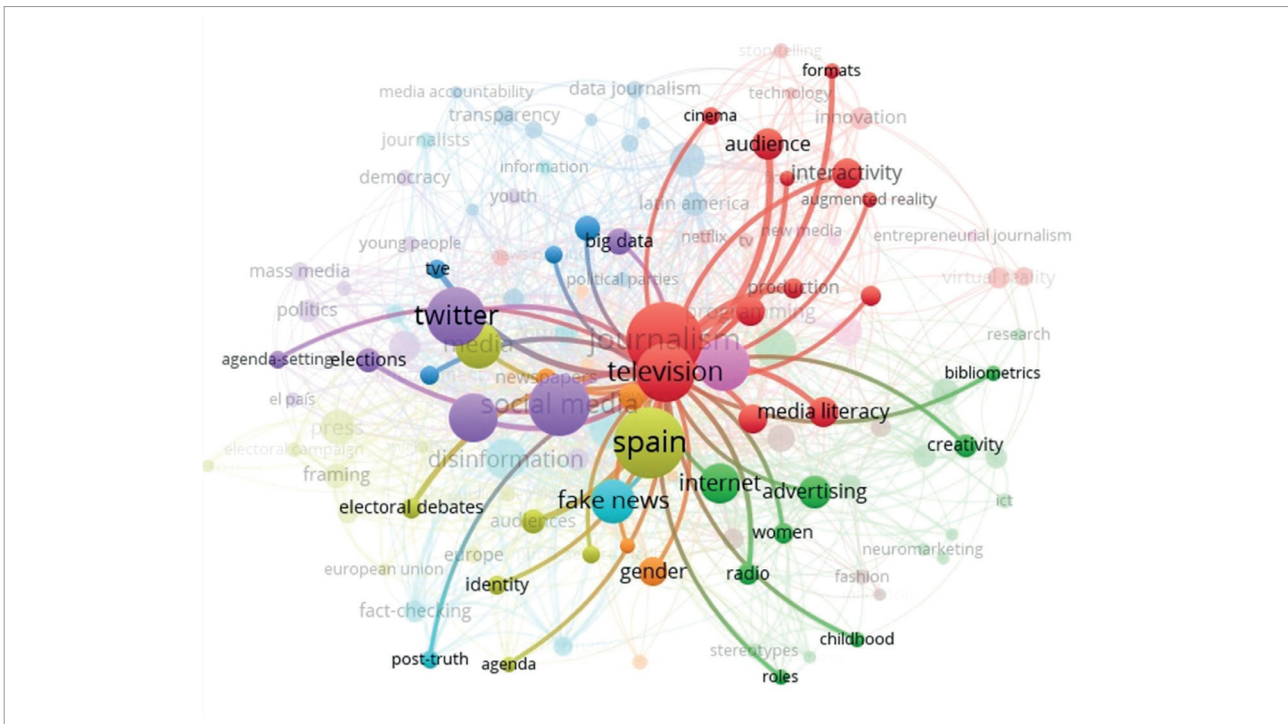 storytelling
formats
media accountability
data journalism
technology
transparency
cinema
innovation
journalists
audience
information
interactivity
democracy
youth
latin america
augmented reality
young people
big data
netflix
tv
new media
entrepreneurial journalism
mass media
tve
political parties
virtual reality
politics
twitter
production
programming
media
journalism
research
agenda-setting
elections
newspapers
television
bibliometrics
el país
social media
media literacy
press
spain
creativity
electoral campaign
disinformation
framing
internet
advertising
electoral debates
fake news
ict
audiences
women
europe
neuromarketing
european union
identity
gender
radio
fashion
fact-checking
childhood
stereotypes
post-truth
agenda
roles